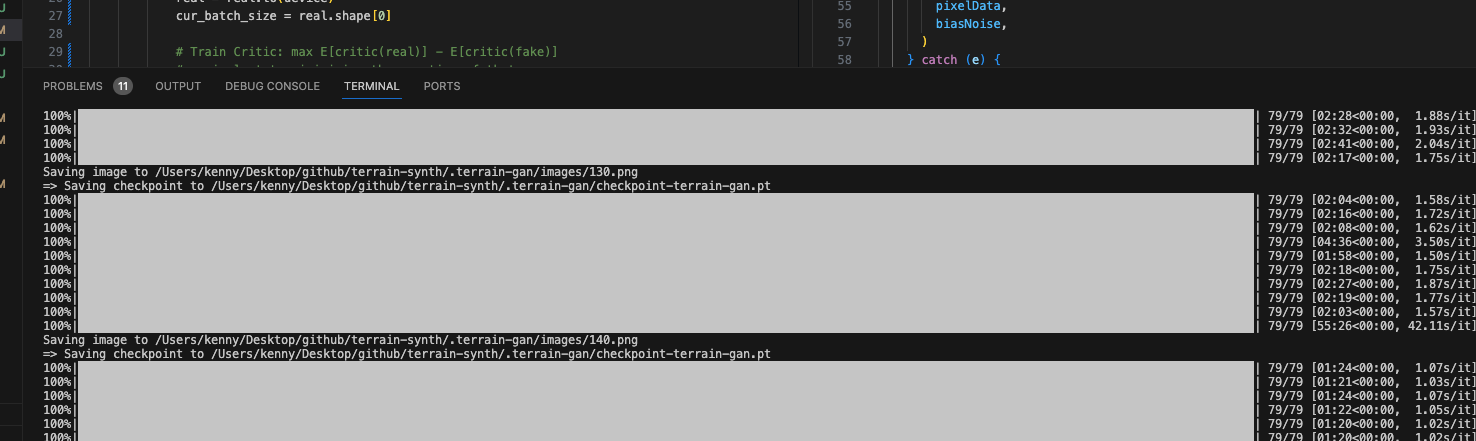 27 cur_batch_size = real.shape[0]
28
29 # Train Critic: max E[critic(real)] - E[critic(fake)]
55 pixelData,
56 biasNoise,
57 )
58 } catch (e) {
PROBLEMS 11 OUTPUT DEBUG CONSOLE TERMINAL PORTS
100%| | 79/79 [02:28<00:00, 1.88s/it]
100%| | 79/79 [02:32<00:00, 1.93s/it]
100%| | 79/79 [02:41<00:00, 2.04s/it]
100%| | 79/79 [02:17<00:00, 1.75s/it]
Saving image to /Users/kenny/Desktop/github/terrain-synth/.terrain-gan/images/130.png
=> Saving checkpoint to /Users/kenny/Desktop/github/terrain-synth/.terrain-gan/checkpoint-terrain-gan.pt
100%| | 79/79 [02:04<00:00, 1.58s/it]
100%| | 79/79 [02:16<00:00, 1.72s/it]
100%| | 79/79 [02:08<00:00, 1.62s/it]
100%| | 79/79 [04:36<00:00, 3.50s/it]
100%| | 79/79 [01:58<00:00, 1.50s/it]
100%| | 79/79 [02:18<00:00, 1.75s/it]
100%| | 79/79 [02:27<00:00, 1.87s/it]
100%| | 79/79 [02:19<00:00, 1.77s/it]
100%| | 79/79 [02:03<00:00, 1.57s/it]
100%| | 79/79 [55:26<00:00, 42.11s/it]
Saving image to /Users/kenny/Desktop/github/terrain-synth/.terrain-gan/images/140.png
=> Saving checkpoint to /Users/kenny/Desktop/github/terrain-synth/.terrain-gan/checkpoint-terrain-gan.pt
100%| | 79/79 [01:24<00:00, 1.07s/it]
100%| | 79/79 [01:21<00:00, 1.03s/it]
100%| | 79/79 [01:24<00:00, 1.07s/it]
100%| | 79/79 [01:22<00:00, 1.05s/it]
100%| | 79/79 [01:20<00:00, 1.02s/it]
100%| | 79/79 [01:20<00:00, 1.02s/it]